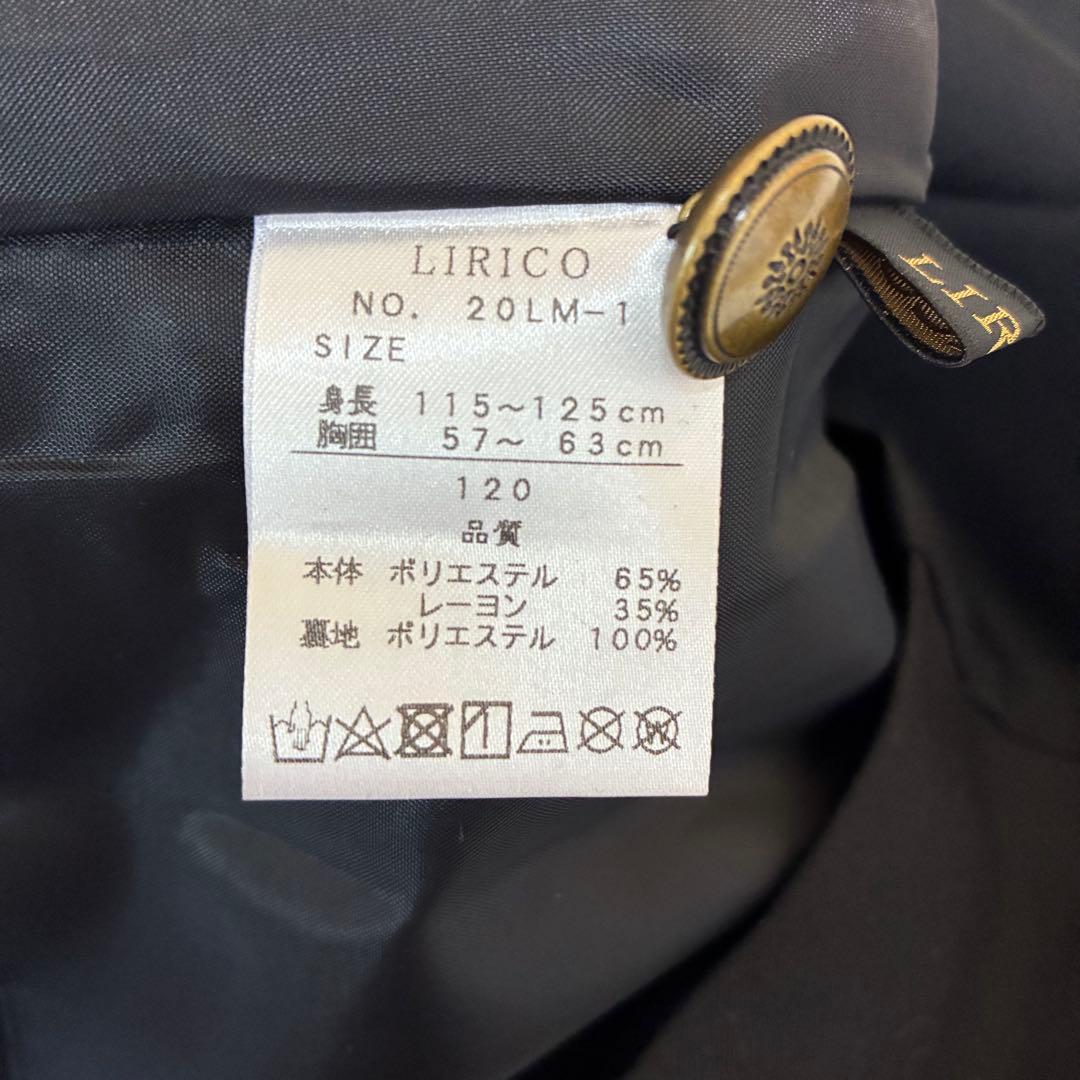 LIRICO
NO. 20LM-1
SIZE
身長 115～125cm
胸囲 57～ 63cm
120
品質
本体 ポリエステル 65%
レーヨン 35%
裏地 ポリエステル 100%
LIR